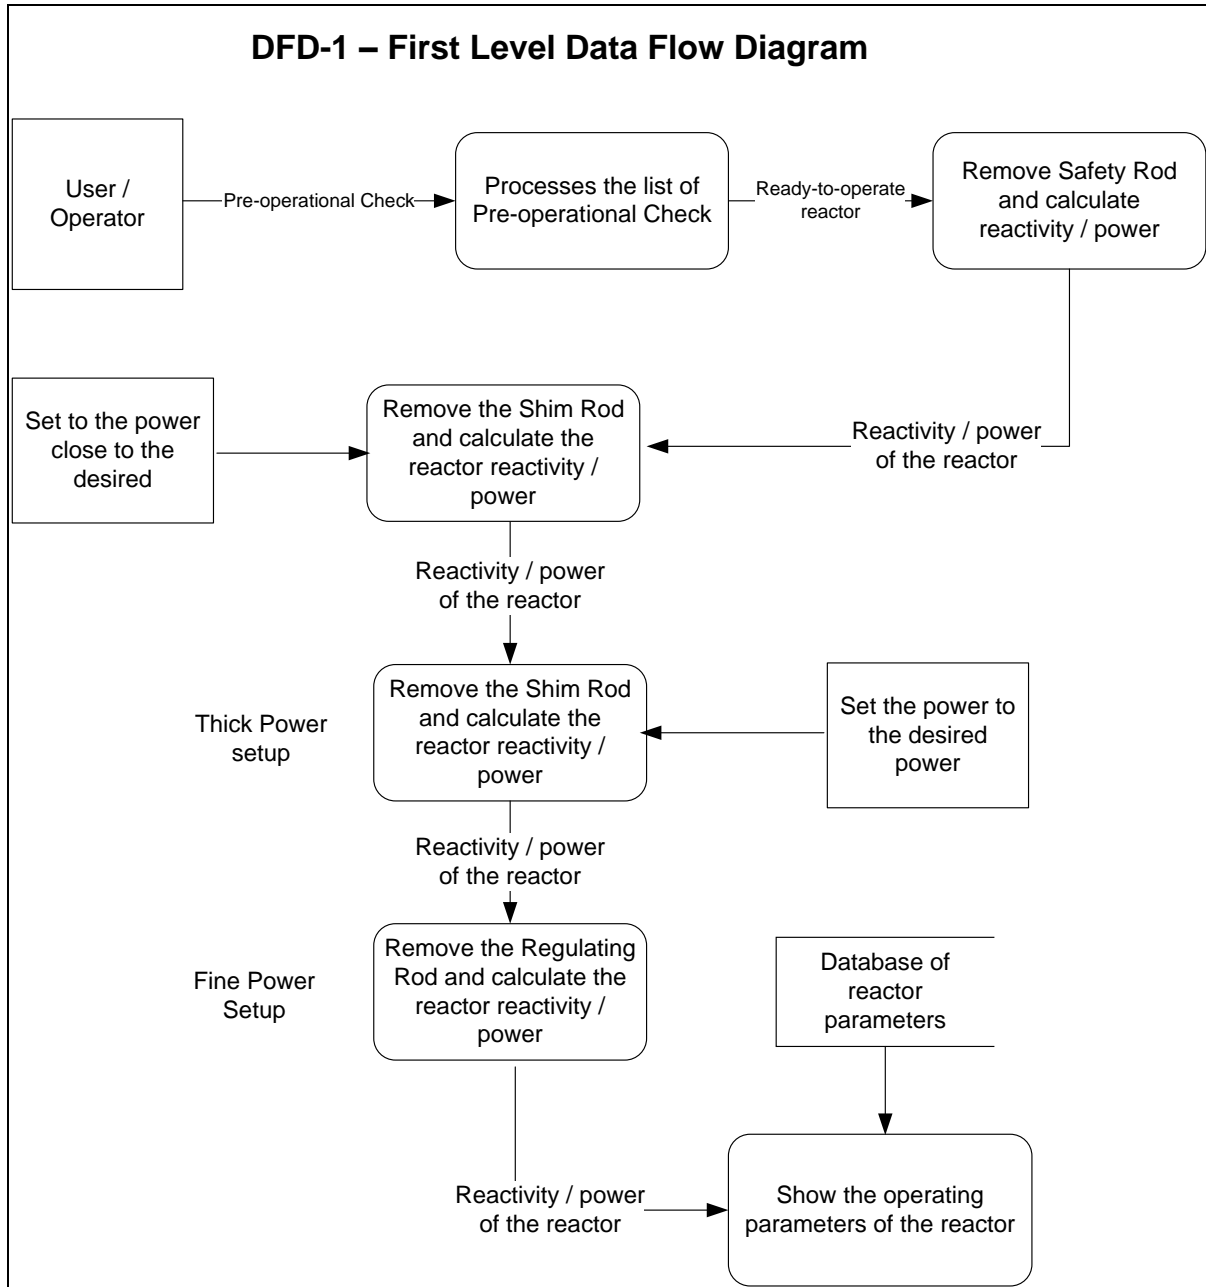 DFD-1 – First Level Data Flow Diagram
User /
Operator
Pre-operational Check
Processes the list of
Pre-operational Check
Ready-to-operate
reactor
Remove Safety Rod
and calculate
reactivity / power
Set to the power
close to the
desired
Remove the Shim Rod
and calculate the
reactor reactivity /
power
Reactivity / power
of the reactor
Reactivity / power
of the reactor
Thick Power
setup
Remove the Shim Rod
and calculate the
reactor reactivity /
power
Set the power to
the desired
power
Reactivity / power
of the reactor
Fine Power
Setup
Remove the Regulating
Rod and calculate the
reactor reactivity /
power
Database of
reactor
parameters
Reactivity / power
of the reactor
Show the operating
parameters of the reactor